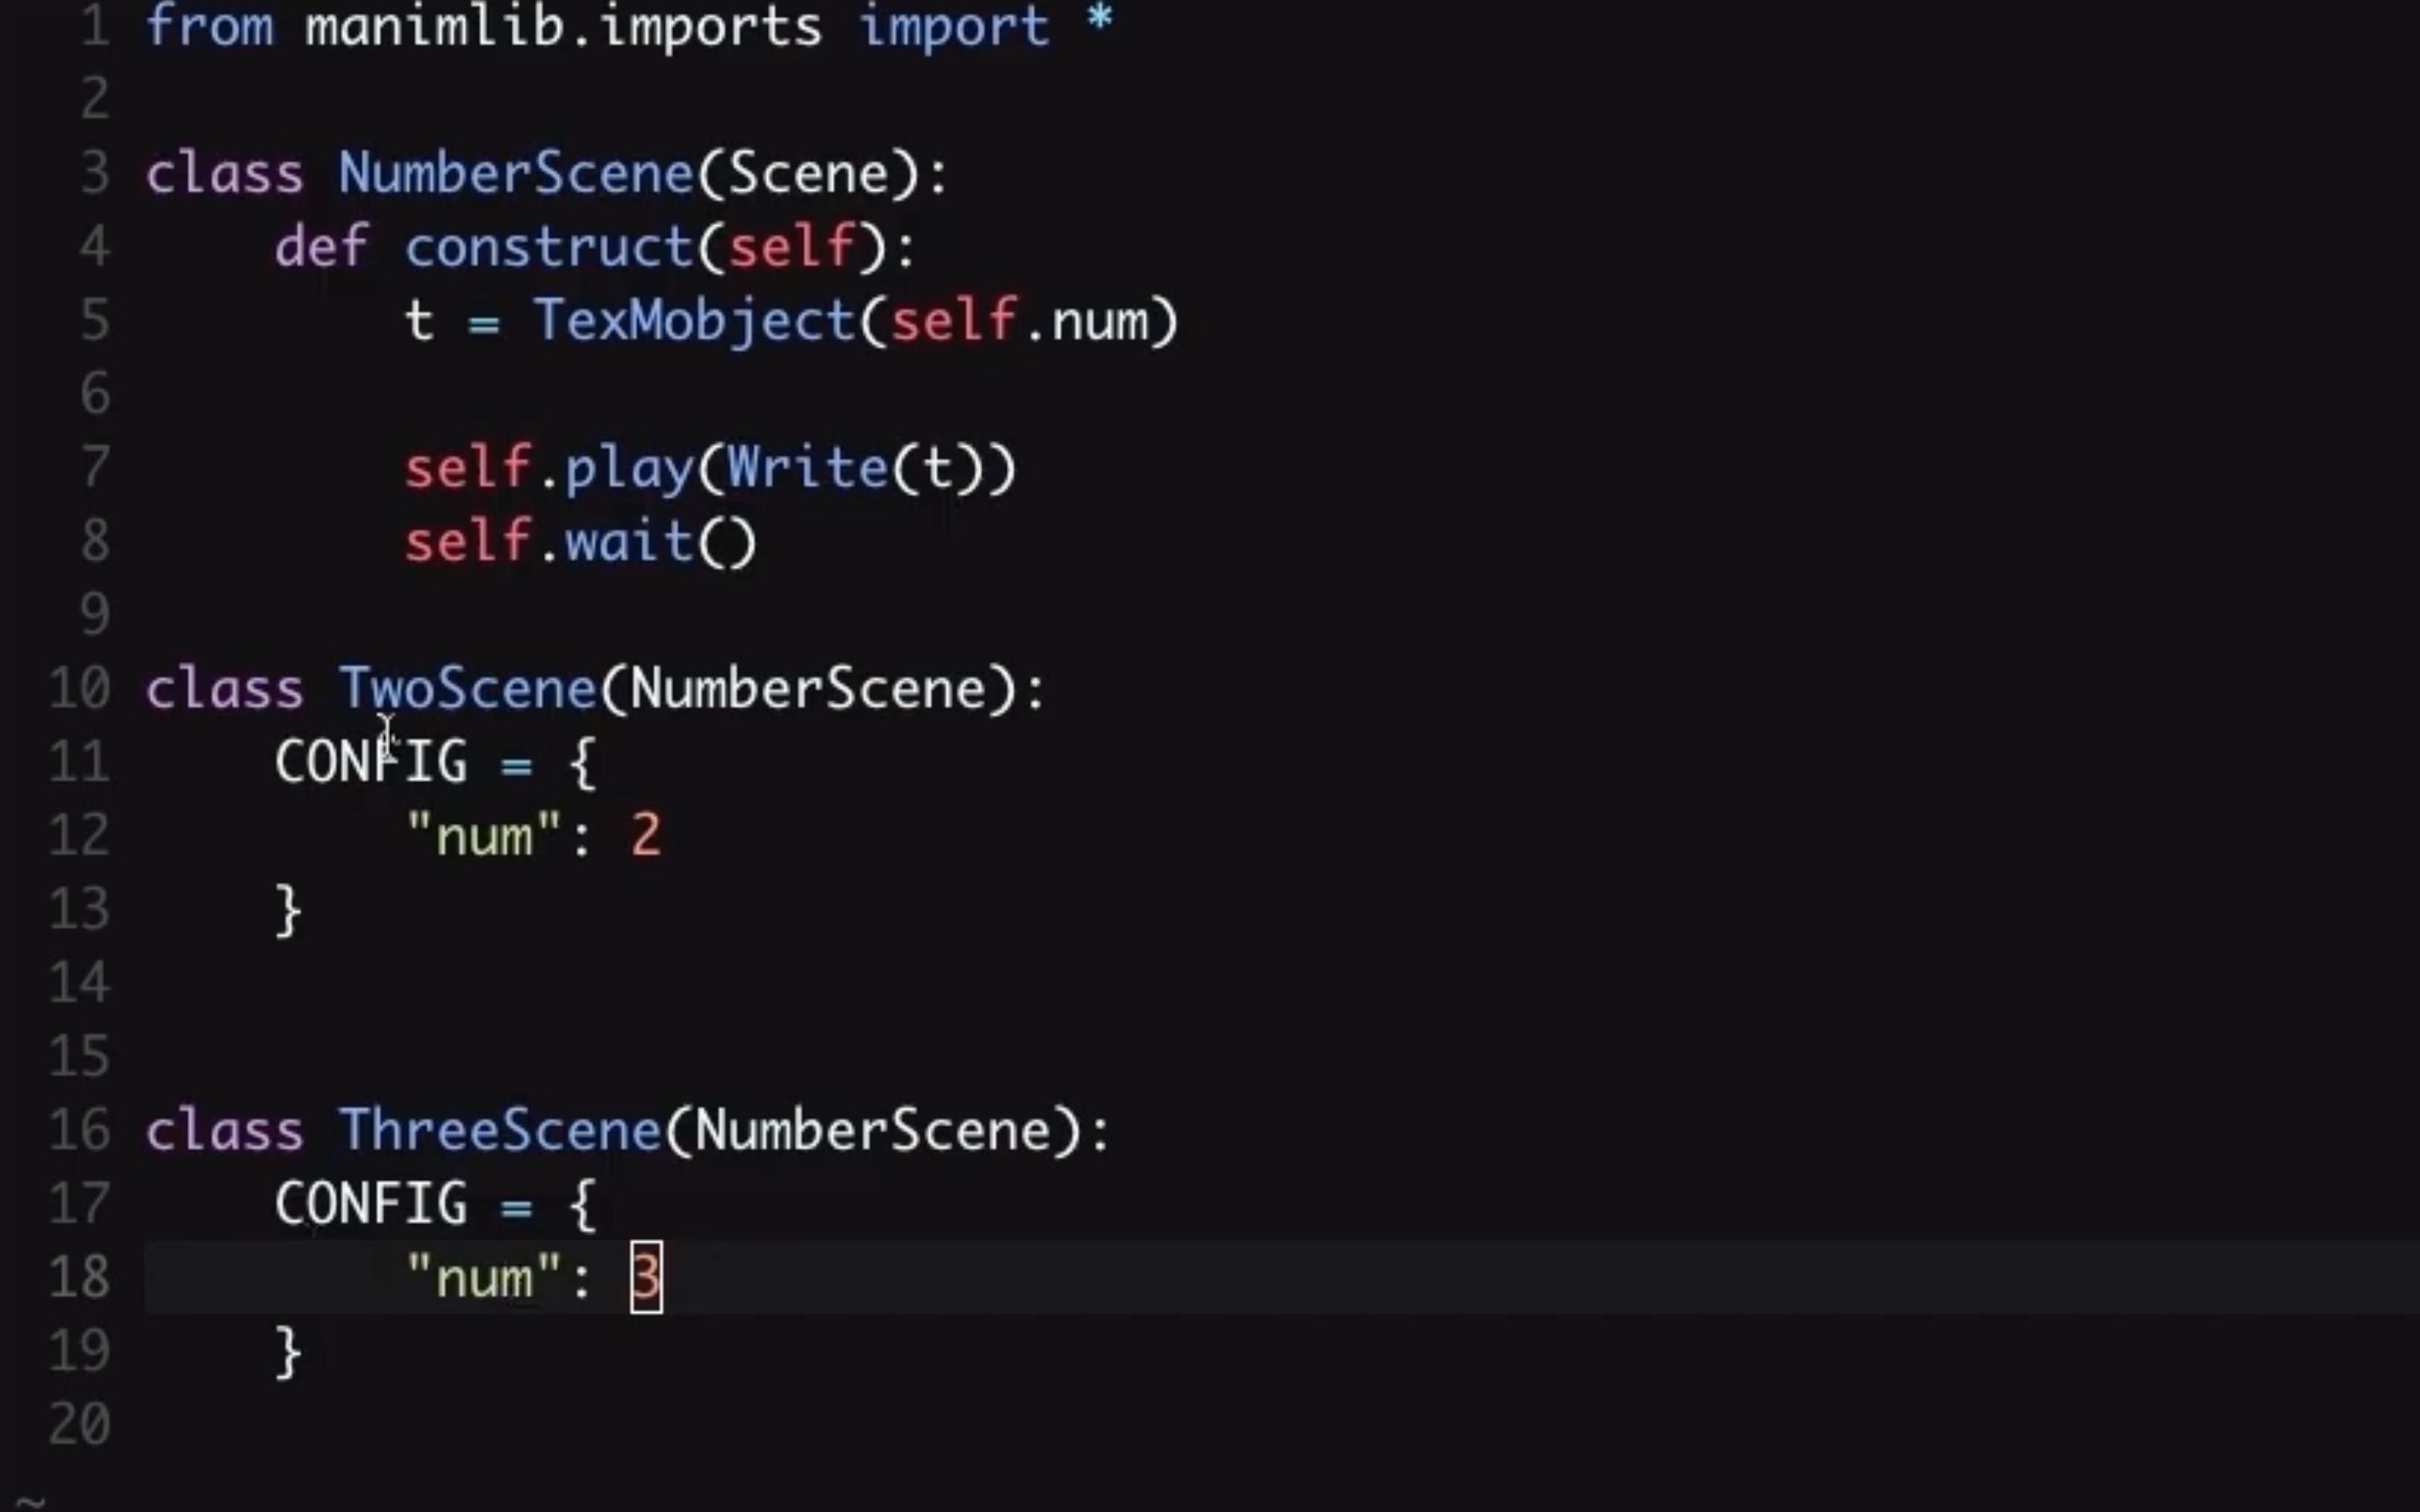 1 from manimlib.imports import *
2
3 class NumberScene(Scene):
4     def construct(self):
5         t = TexMobject(self.num)
6
7         self.play(Write(t))
8         self.wait()
9
10 class TwoScene(NumberScene):
11     CONFIG = {
12         "num": 2
13     }
14
15
16 class ThreeScene(NumberScene):
17     CONFIG = {
18         "num": 3
19     }
20
~